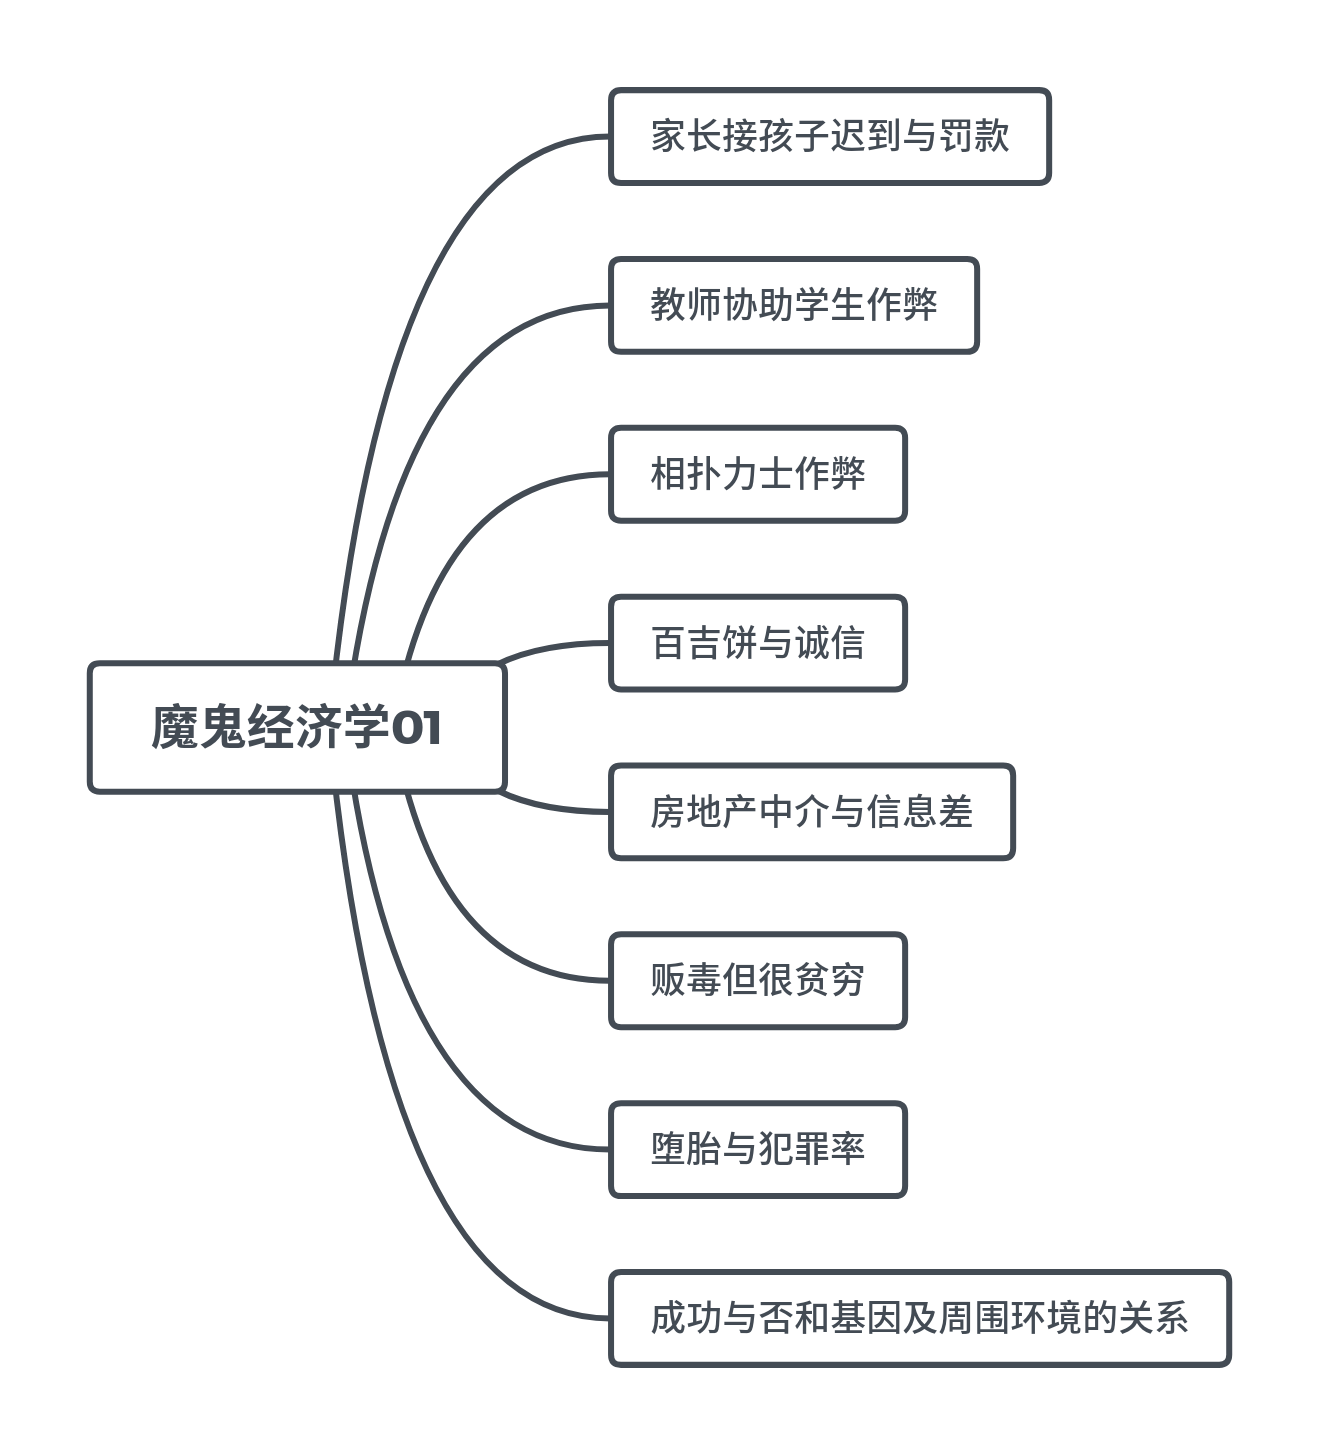 家长接孩子迟到与罚款
教师协助学生作弊
相扑力士作弊
百吉饼与诚信
魔鬼经济学01
房地产中介与信息差
贩毒但很贫穷
堕胎与犯罪率
成功与否和基因及周围环境的关系